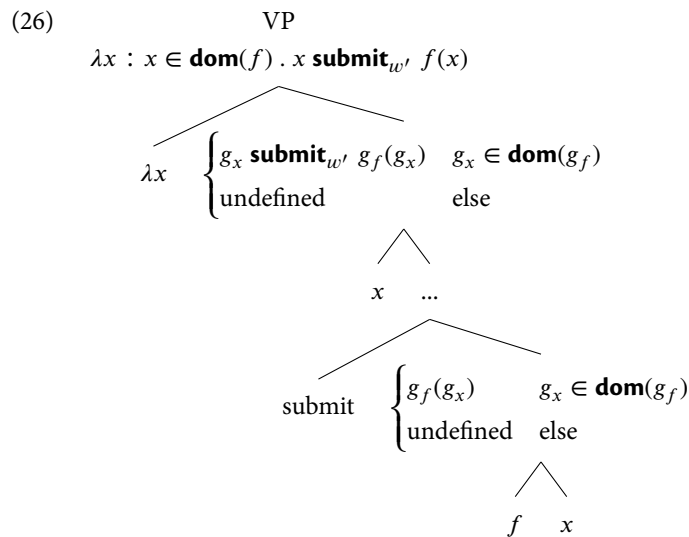 (26) VP
λx : x ∈ dom(f) . x submit_w′ f(x)
λx { g_x submit_w′ g_f(g_x) g_x ∈ dom(g_f)
undefined else
x ...
submit { g_f(g_x) g_x ∈ dom(g_f)
undefined else
f x